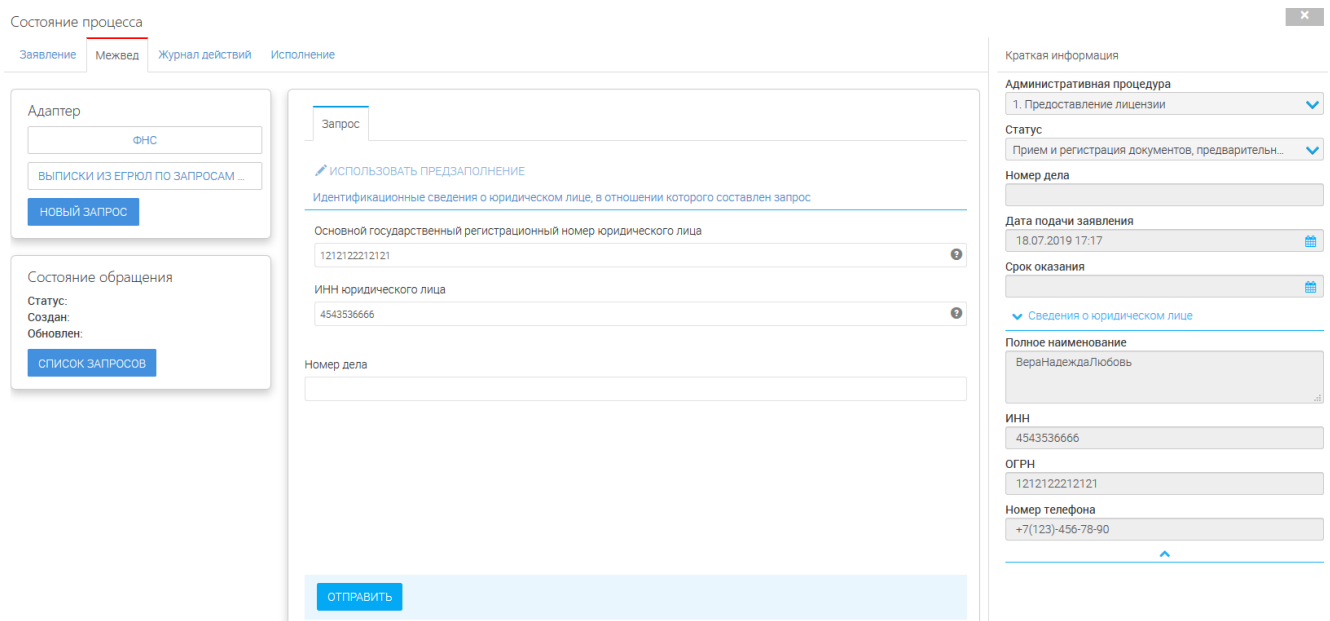 Состояние процесса
×
Заявление
Межвед
Журнал действий
Исполнение
Адаптер
ФНС
ВЫПИСКИ ИЗ ЕГРЮЛ ПО ЗАПРОСАМ ...
НОВЫЙ ЗАПРОС
Состояние обращения
Статус:
Создан:
Обновлен:
СПИСОК ЗАПРОСОВ
Запрос
ИСПОЛЬЗОВАТЬ ПРЕДЗАПОЛНЕНИЕ
Идентификационные сведения о юридическом лице, в отношении которого составлен запрос
Основной государственный регистрационный номер юридического лица
1212122212121
?
ИНН юридического лица
4543536666
?
Номер дела
ОТПРАВИТЬ
Краткая информация
Административная процедура
1. Предоставление лицензии
Статус
Прием и регистрация документов, предварительн...
Номер дела
Дата подачи заявления
18.07.2019 17:17
Срок оказания
Сведения о юридическом лице
Полное наименование
ВераНадеждаЛюбовь
ИНН
4543536666
ОГРН
1212122212121
Номер телефона
+7(123)-456-78-90